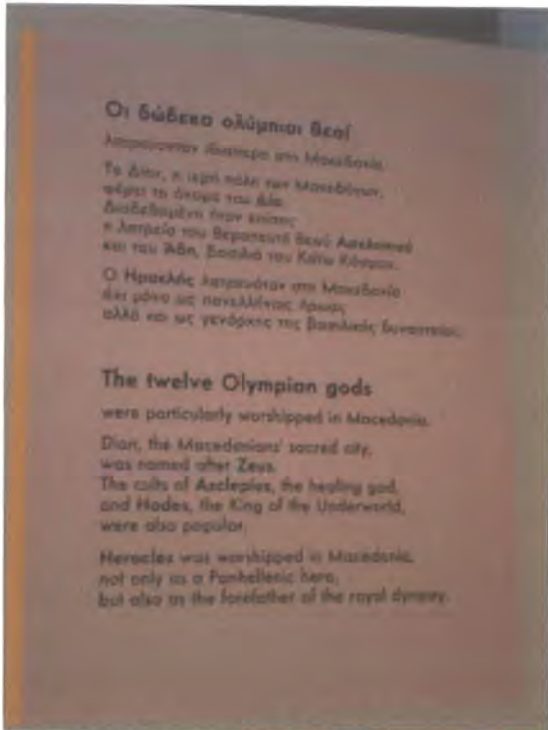 Οι δώδεκα ολύμπιοι θεοί
λατρεύονταν ιδιαίτερα στη Μακεδονία.
Το Δίον, η ιερή πόλη των Μακεδόνων,
φέρει το όνομα του Δία.
Διαδεδομένη ήταν επίσης
η λατρεία του θεραπευτή θεού Ασκληπιού
και του Άδη, βασιλιά του Κάτω Κόσμου.
Ο Ηρακλής λατρευόταν στη Μακεδονία
όχι μόνο ως πανελλήνιος ήρωας
αλλά και ως γενάρχης της βασιλικής δυναστείας.
The twelve Olympian gods
were particularly worshipped in Macedonia.
Dion, the Macedonians' sacred city,
was named after Zeus.
The cults of Asclepius, the healing god,
and Hades, the King of the Underworld,
were also popular.
Heracles was worshipped in Macedonia,
not only as a Panhellenic hero,
but also as the forefather of the royal dynasty.